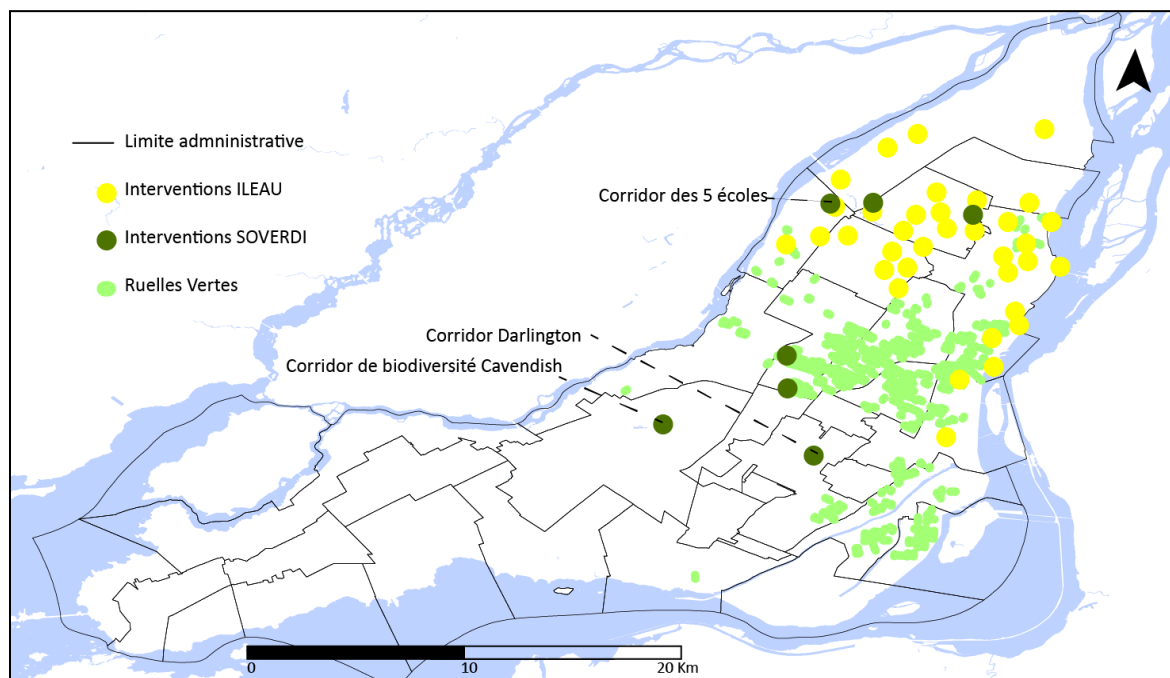 Limite admninistrative
Interventions ILEAU
Interventions SOVERDI
Ruelles Vertes
Corridor des 5 écoles
Corridor Darlington
Corridor de biodiversité Cavendish
0 10 20 Km